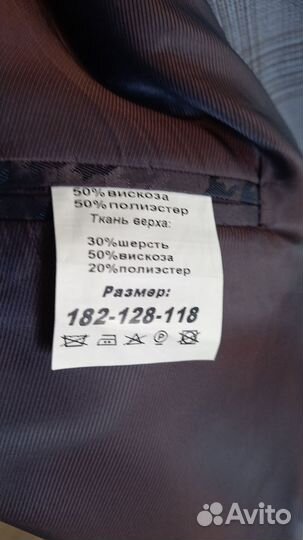 50%вискоза
50%полиэстер
Ткань верха:
30%шерсть
50%вискоза
20%полиэстер
Размер:
182-128-118
P
Avito